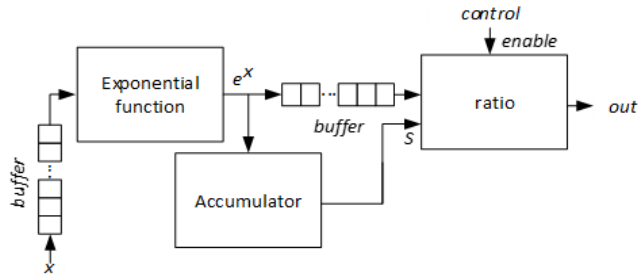 control
enable
Exponential
function
e^x
buffer
ratio
out
S
Accumulator
buffer
x